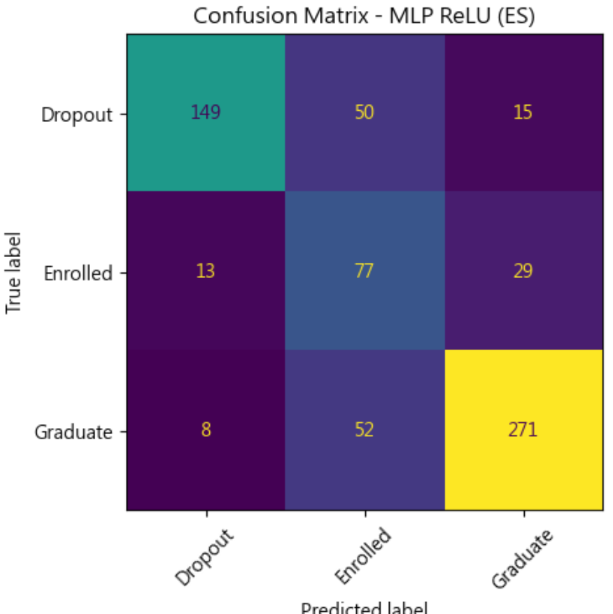 Confusion Matrix - MLP ReLU (ES)
True label
Dropout
149 50 15
Enrolled
13 77 29
Graduate
8 52 271
Dropout
Enrolled
Graduate
Predicted label